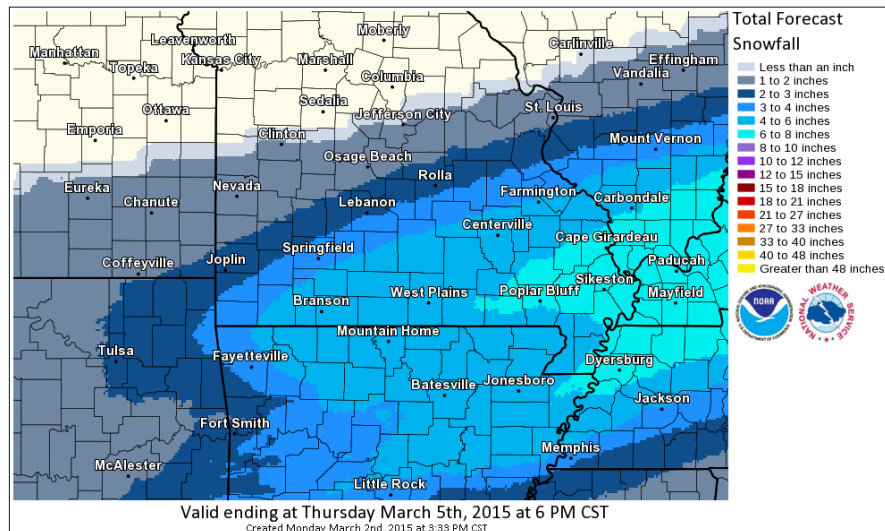 Total Forecast
Snowfall
Less than an inch
1 to 2 inches
2 to 3 inches
3 to 4 inches
4 to 6 inches
6 to 8 inches
8 to 10 inches
10 to 12 inches
12 to 15 inches
15 to 18 inches
18 to 21 inches
21 to 27 inches
27 to 33 inches
33 to 40 inches
40 to 48 inches
Greater than 48 inches
NOAA
NATIONAL WEATHER SERVICE
Moberly
Leavenworth
Carlinville
Manhattan
Kansas City
Marshall
Effingham
Topeka
Columbia
Vandalia
Sedalia
Ottawa
Jefferson City
St. Louis
Emporia
Clinton
Mount Vernon
Osage Beach
Eureka
Nevada
Rolla
Chanute
Lebanon
Farmington
Carbondale
Centerville
Springfield
Cape Girardeau
Coffeyville
Joplin
Paducah
Sikeston
Branson
West Plains
Poplar Bluff
Mayfield
Mountain Home
Tulsa
Fayetteville
Dyersburg
Batesville
Jonesboro
Jackson
Fort Smith
Memphis
McAlester
Little Rock
Valid ending at Thursday March 5th, 2015 at 6 PM CST
Created Monday March 2nd, 2015 at 3:33 PM CST